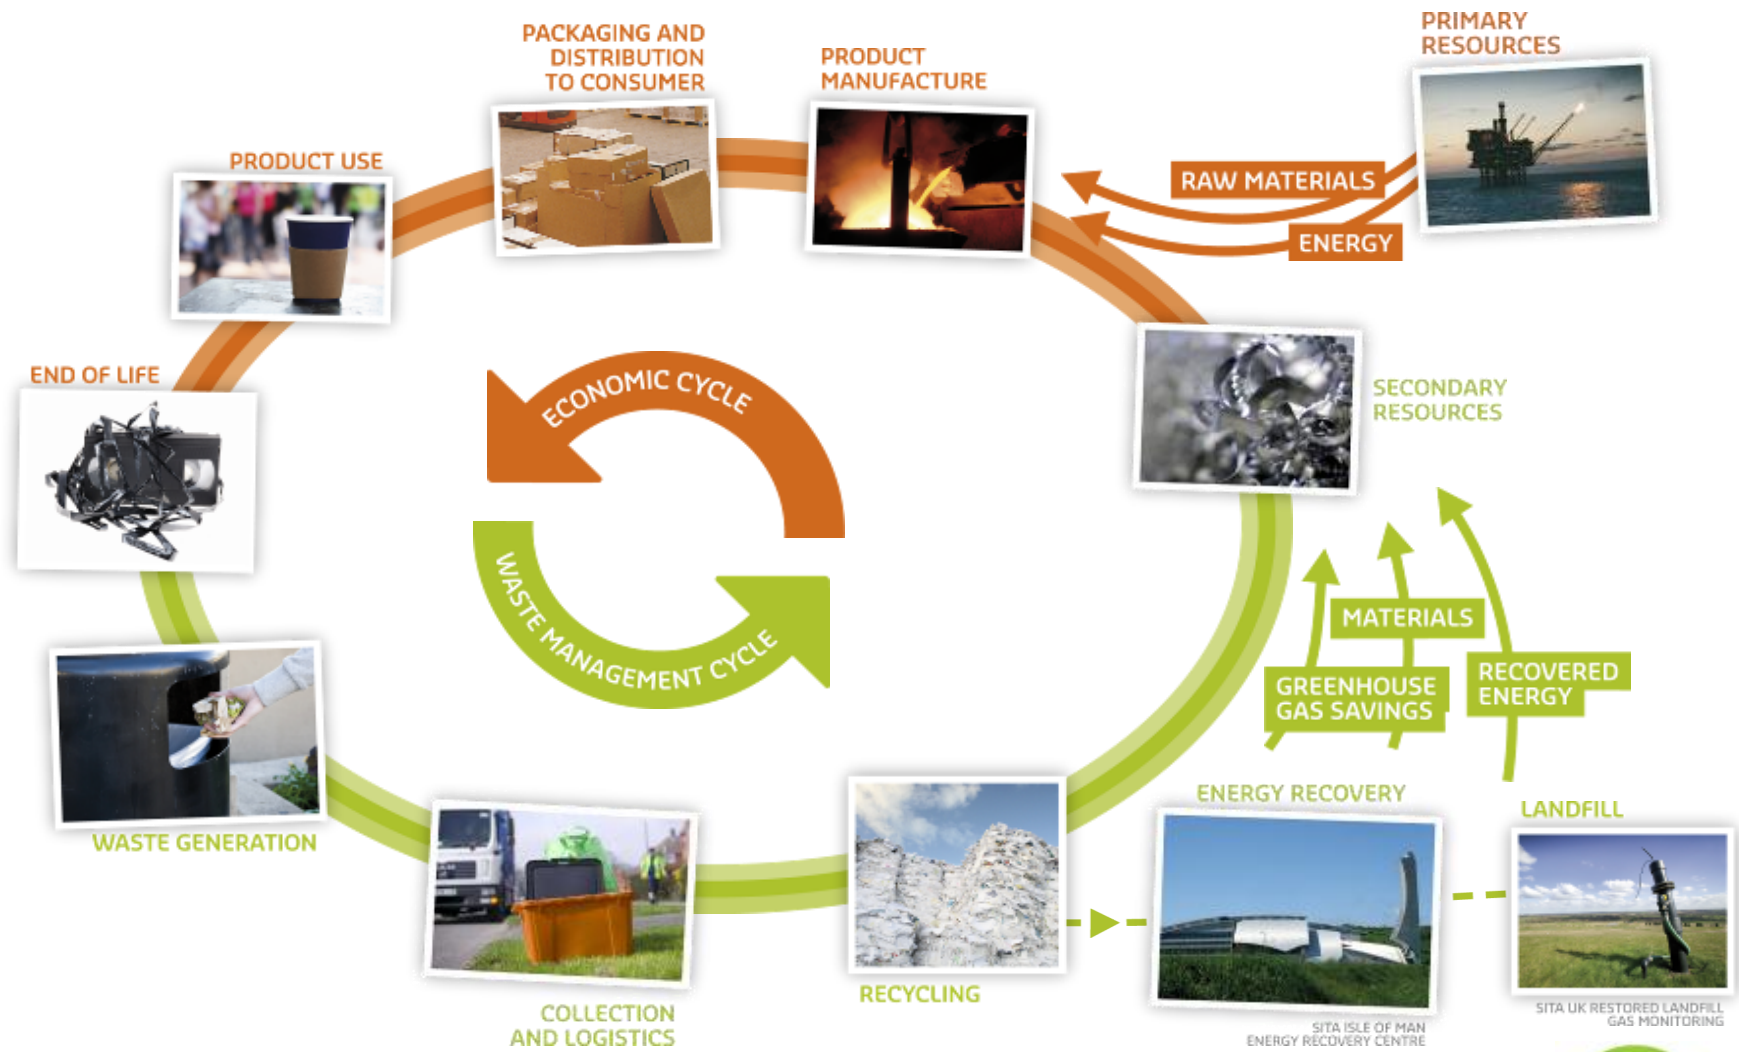 PRIMARY
RESOURCES
PACKAGING AND
DISTRIBUTION
TO CONSUMER
PRODUCT
MANUFACTURE
PRODUCT USE
RAW MATERIALS
ENERGY
END OF LIFE
ECONOMIC CYCLE
SECONDARY
RESOURCES
WASTE MANAGEMENT CYCLE
MATERIALS
GREENHOUSE
GAS SAVINGS
RECOVERED
ENERGY
WASTE GENERATION
ENERGY RECOVERY
LANDFILL
RECYCLING
COLLECTION
AND LOGISTICS
SITA ISLE OF MAN
ENERGY RECOVERY CENTRE
SITA UK RESTORED LANDFILL
GAS MONITORING